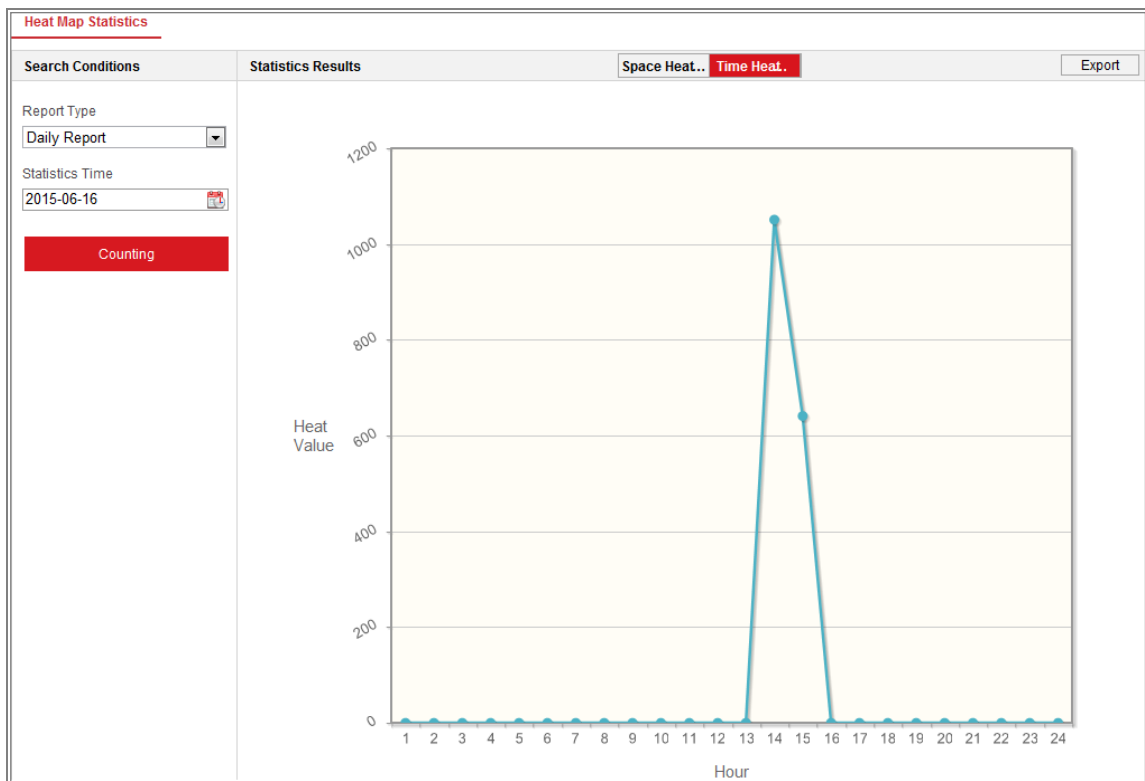 Heat Map Statistics
Search Conditions
Statistics Results
Space Heat...
Time Heat..
Export
Report Type
Daily Report
Statistics Time
2015-06-16
Counting
1200
1000
800
600
400
200
0
Heat
Value
1 2 3 4 5 6 7 8 9 10 11 12 13 14 15 16 17 18 19 20 21 22 23 24
Hour